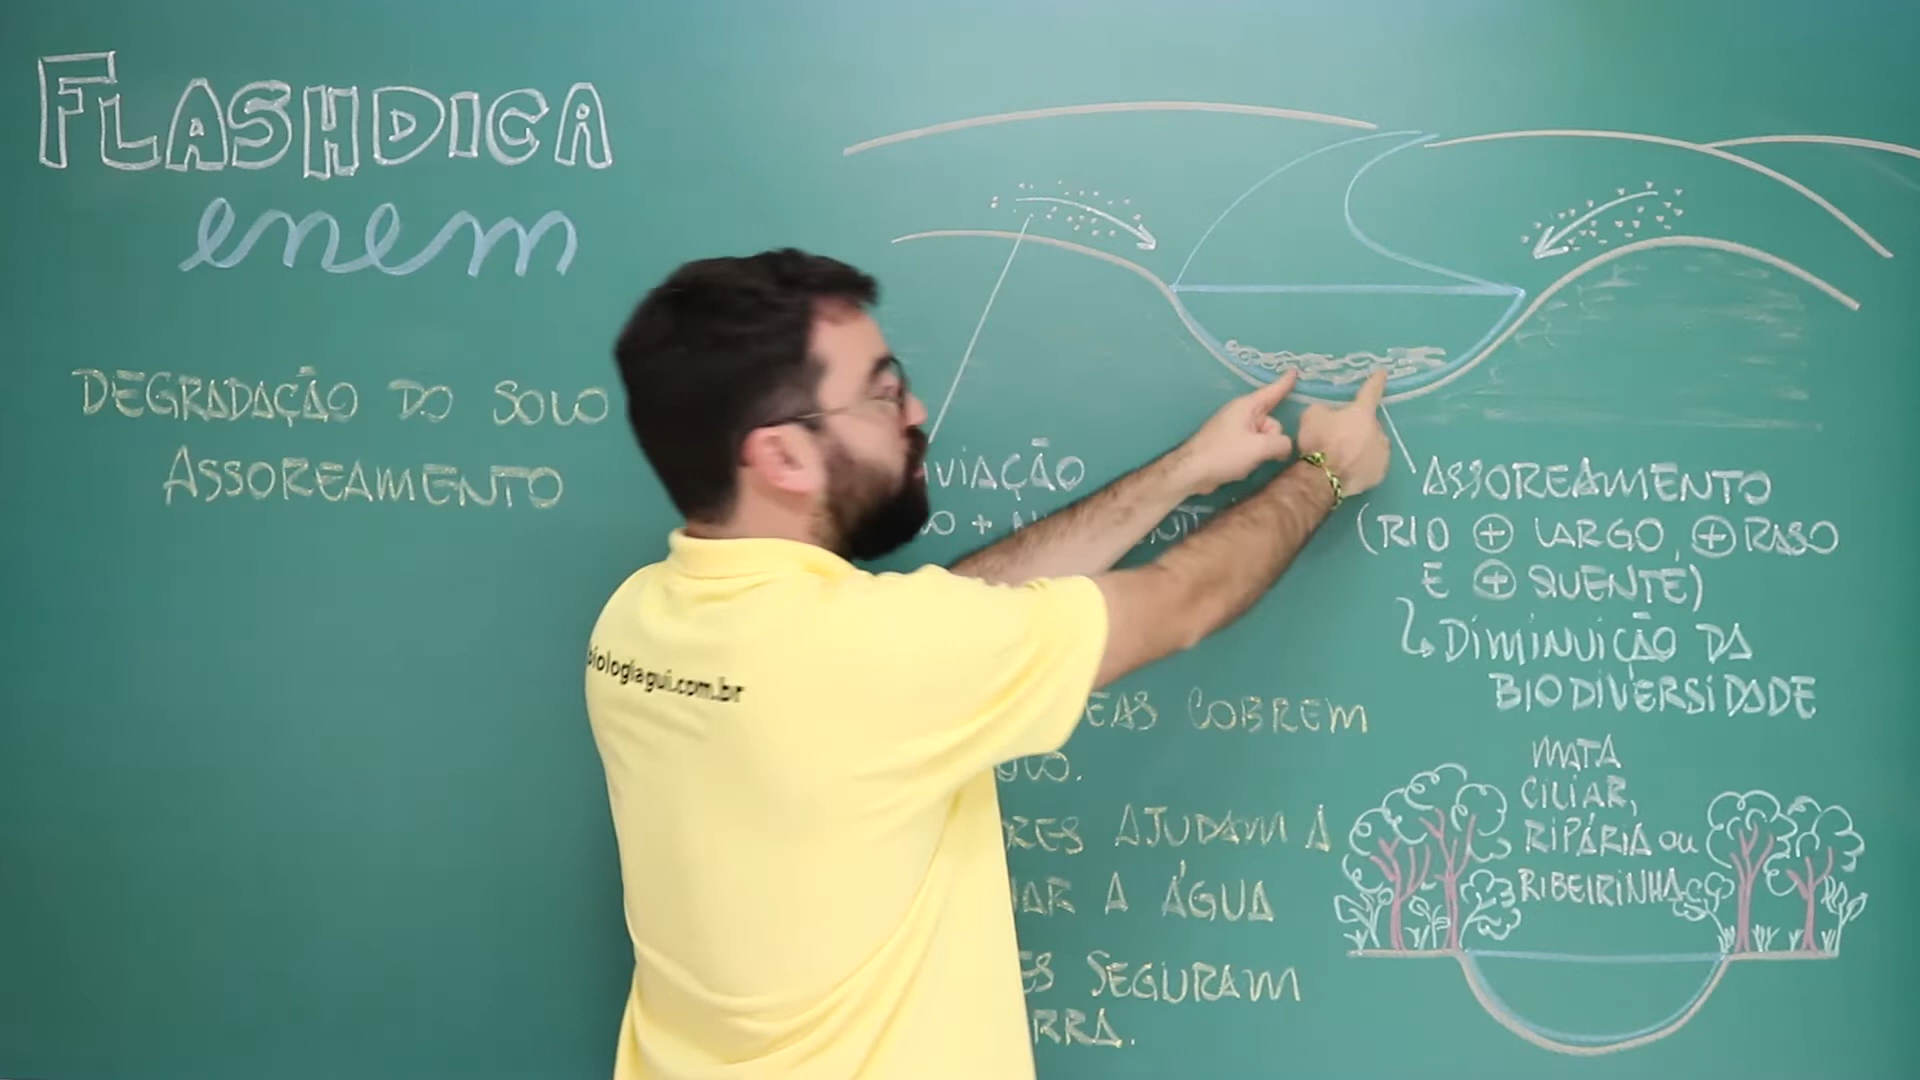 FLASHDICA
enem
DEGRADAÇÃO DO SOLO
ASSOREAMENTO
ASSOREAMENTO
(RIO + LARGO, + RASO
E + QUENTE)
DIMINUIÇÃO DA
BIODIVERSIDADE
COBREM
AJUDAM A
A ÁGUA
SEGURAM
MATA
CILIAR,
RIPÁRIA ou
RIBEIRINHA
biologiagui.com.br